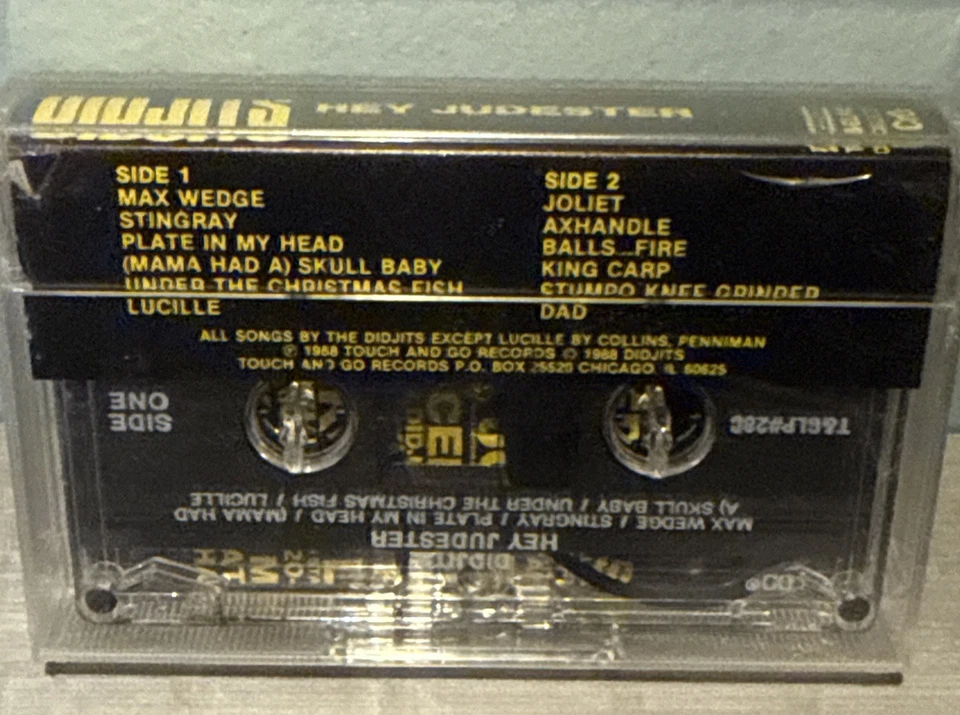 DIDJITS HEY JUDESTER
SIDE 1
MAX WEDGE
STINGRAY
PLATE IN MY HEAD
(MAMA HAD A) SKULL BABY
UNDER THE CHRISTMAS FISH
LUCILLE
SIDE 2
JOLIET
AXHANDLE
BALLS...FIRE
KING CARP
STUMPO KNEE GRINDER
DAD
ALL SONGS BY THE DIDJITS EXCEPT LUCILLE BY COLLINS, PENNIMAN
℗ 1988 TOUCH AND GO RECORDS © 1988 DIDJITS
TOUCH AND GO RECORDS P.O. BOX 25520 CHICAGO IL 60625
DIDJITS
HEY JUDESTER
MAX WEDGE / STINGRAY / PLATE IN MY HEAD / (MAMA HAD
A) SKULL BABY / UNDER THE CHRISTMAS FISH / LUCILLE
T&GLP#28C
SIDE
ONE